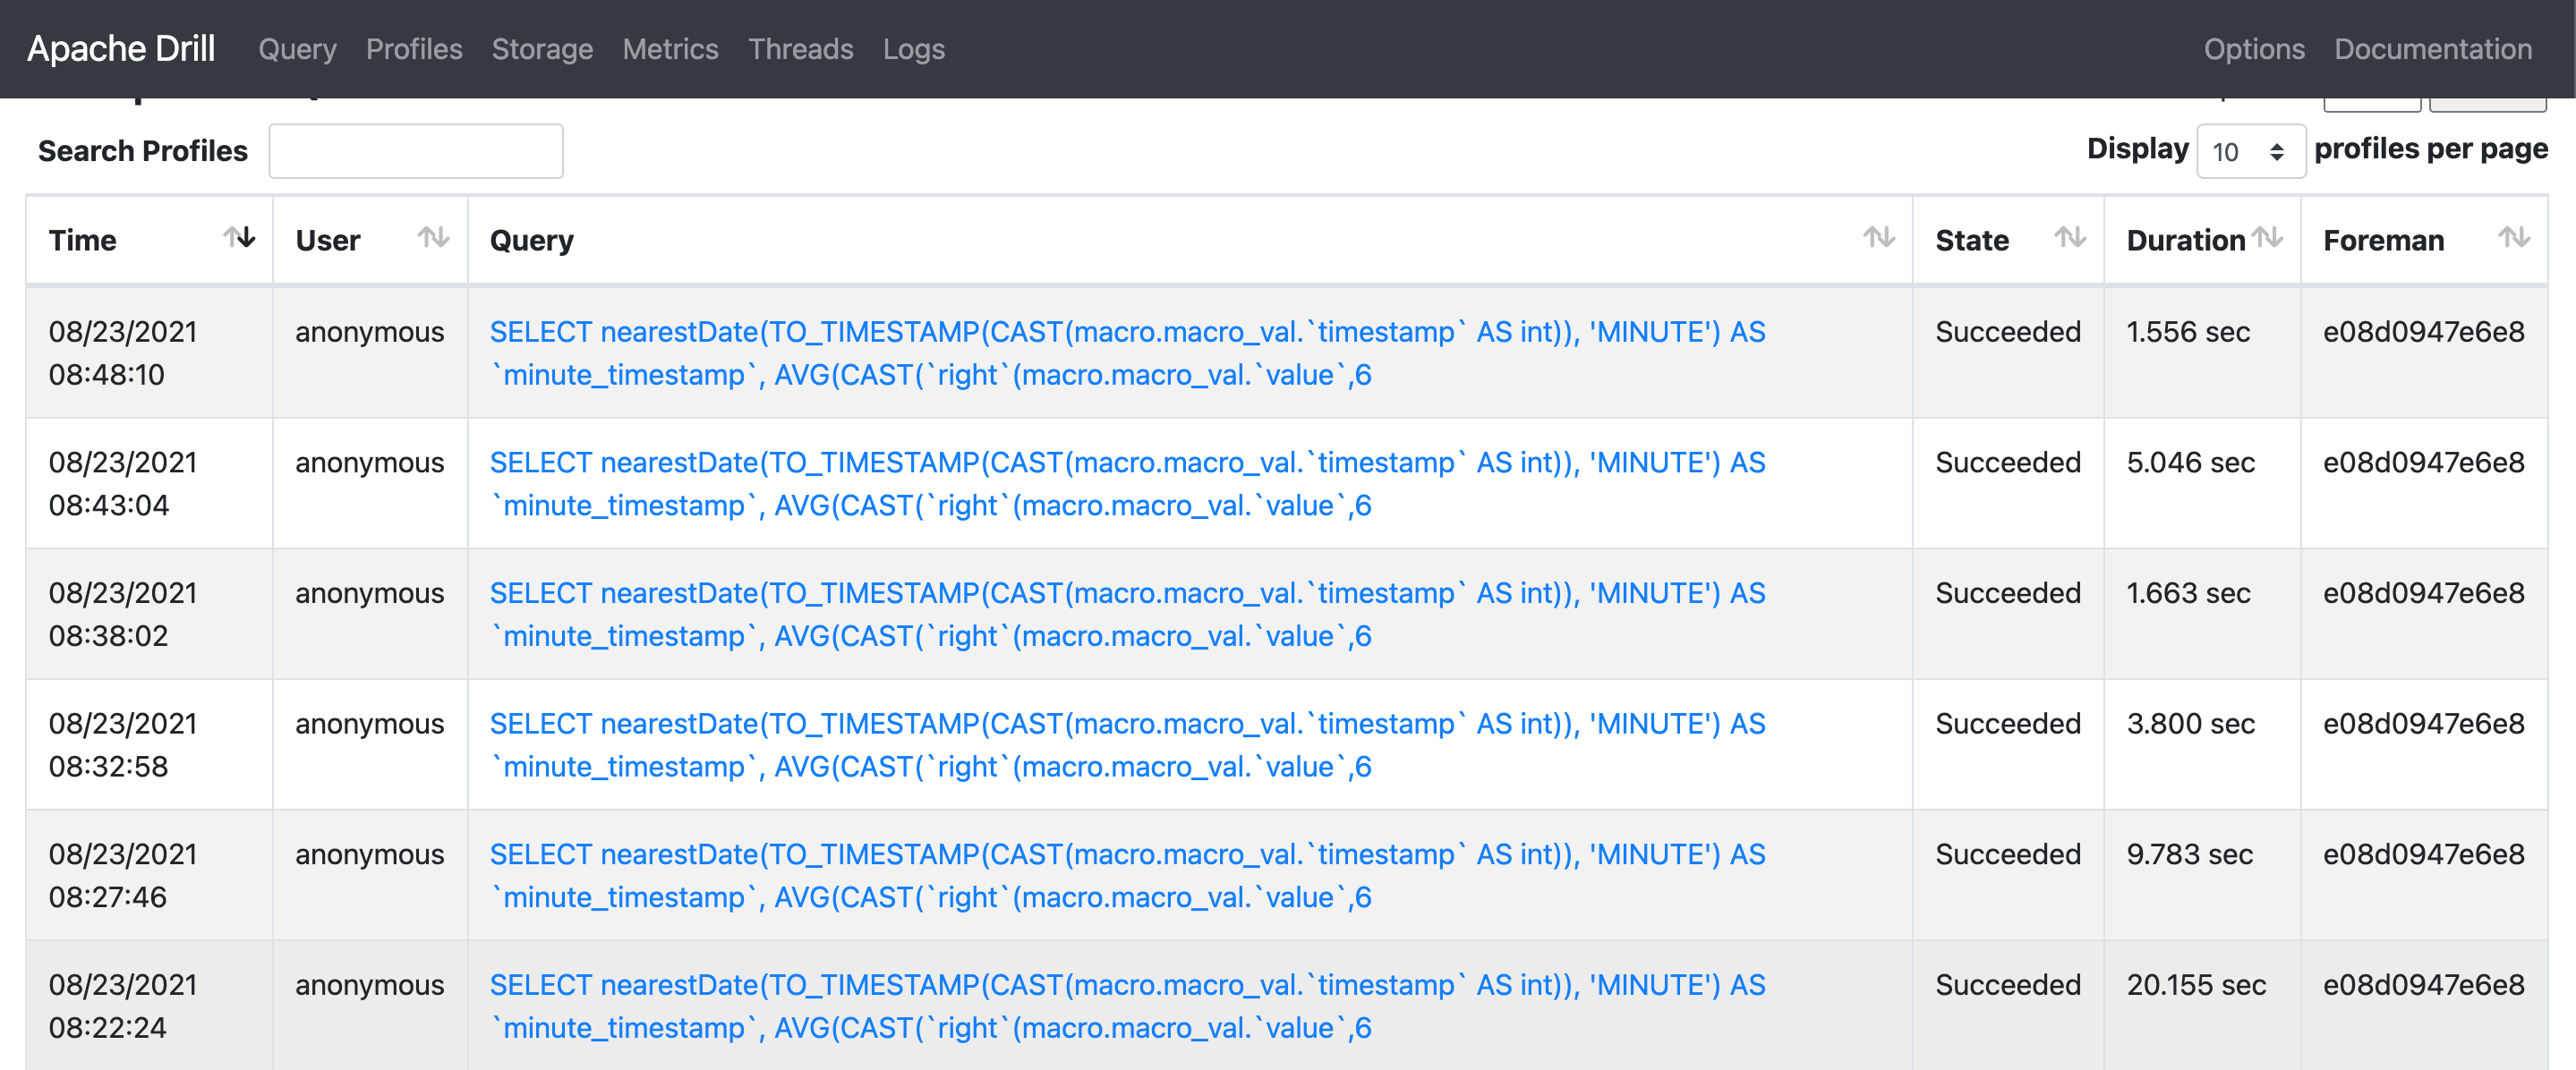 Apache Drill Query Profiles Storage Metrics Threads Logs Options Documentation
Search Profiles Display 10 profiles per page
Time User Query State Duration Foreman
08/23/2021 anonymous SELECT nearestDate(TO_TIMESTAMP(CAST(macro.macro_val.`timestamp` AS int)), 'MINUTE') AS Succeeded 1.556 sec e08d0947e6e8
08:48:10 `minute_timestamp`, AVG(CAST(`right`(macro.macro_val.`value`,6
08/23/2021 anonymous SELECT nearestDate(TO_TIMESTAMP(CAST(macro.macro_val.`timestamp` AS int)), 'MINUTE') AS Succeeded 5.046 sec e08d0947e6e8
08:43:04 `minute_timestamp`, AVG(CAST(`right`(macro.macro_val.`value`,6
08/23/2021 anonymous SELECT nearestDate(TO_TIMESTAMP(CAST(macro.macro_val.`timestamp` AS int)), 'MINUTE') AS Succeeded 1.663 sec e08d0947e6e8
08:38:02 `minute_timestamp`, AVG(CAST(`right`(macro.macro_val.`value`,6
08/23/2021 anonymous SELECT nearestDate(TO_TIMESTAMP(CAST(macro.macro_val.`timestamp` AS int)), 'MINUTE') AS Succeeded 3.800 sec e08d0947e6e8
08:32:58 `minute_timestamp`, AVG(CAST(`right`(macro.macro_val.`value`,6
08/23/2021 anonymous SELECT nearestDate(TO_TIMESTAMP(CAST(macro.macro_val.`timestamp` AS int)), 'MINUTE') AS Succeeded 9.783 sec e08d0947e6e8
08:27:46 `minute_timestamp`, AVG(CAST(`right`(macro.macro_val.`value`,6
08/23/2021 anonymous SELECT nearestDate(TO_TIMESTAMP(CAST(macro.macro_val.`timestamp` AS int)), 'MINUTE') AS Succeeded 20.155 sec e08d0947e6e8
08:22:24 `minute_timestamp`, AVG(CAST(`right`(macro.macro_val.`value`,6